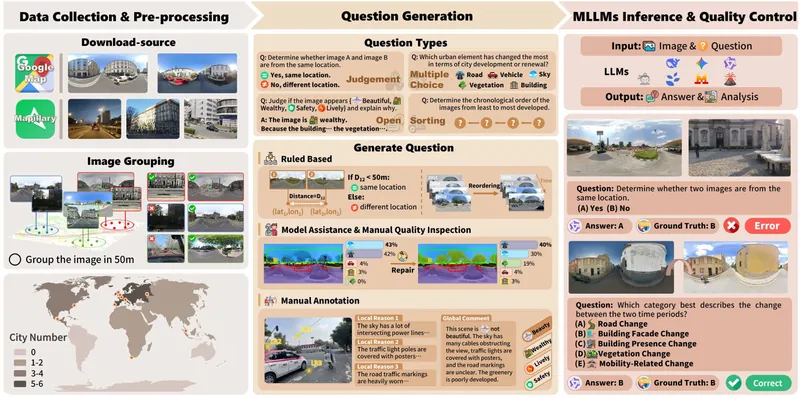 Data Collection & Pre-processing
Download-source
Google
Map
Mapillary
Image Grouping
Group the image in 50m
City Number
0
1-2
3-4
5-6
Question Generation
Question Types
Q: Determine whether image A and image B
are from the same location.
Yes, same location.
No, different location.
Judgement
Q: Which urban element has changed the most
in terms of city development or renewal?
Multiple
Choice
Road
Vehicle
Sky
Vegetation
Building
Q: Judge if the image appears ( Beautiful,
Wealthy, Safety, Lively) and explain why.
A: The image is wealthy.
Because the building··· the vegetation···
Open
Q: Determine the chronological order of the
images from least to most developed.
Sorting
? ? ? ?
Generate Question
Ruled Based
Distance=D12
(lat1,lon1) (lat2,lon2)
If D12 < 50m:
same location
Else:
different location
Reordering
Time
Model Assistance & Manual Quality Inspection
43%
42%
4%
3%
0%
Repair
40%
30%
19%
4%
3%
Manual Annotation
Local Reason 1
The sky has a lot of
intersecting power lines···
Local Reason 2
The traffic light poles are
covered with posters···
Local Reason 3
The road traffic markings
are heavily worn···
Global Comment
This scene is not
beautiful. The sky has
many cables obstructing
the view, traffic lights are
covered with posters,
and the road markings
are unclear. The greenery
is poorly developed.
Beauty
Wealthy
Lively
Safety
MLLMs Inference & Quality Control
Input: Image & ? Question
LLMs
Output: Answer & Analysis
Question: Determine whether two images are from the
same location.
(A) Yes (B) No
Answer: A
Ground Truth: B
Error
Question: Which category best describes the change
between the two time periods?
(A) Road Change
(B) Building Facade Change
(C) Building Presence Change
(D) Vegetation Change
(E) Mobility-Related Change
Answer: B
Ground Truth: B
Correct